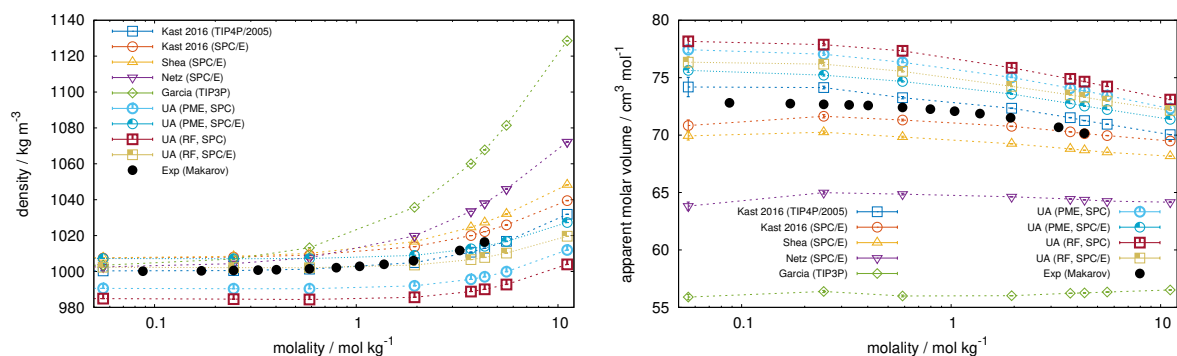 1140
1120
1100
1080
1060
1040
1020
1000
980
density / kg m⁻³
Kast 2016 (TIP4P/2005)
Kast 2016 (SPC/E)
Shea (SPC/E)
Netz (SPC/E)
Garcia (TIP3P)
UA (PME, SPC)
UA (PME, SPC/E)
UA (RF, SPC)
UA (RF, SPC/E)
Exp (Makarov)
0.1 1 10
molality / mol kg⁻¹
80
75
70
65
60
55
apparent molar volume / cm³ mol⁻¹
Kast 2016 (TIP4P/2005)
Kast 2016 (SPC/E)
Shea (SPC/E)
Netz (SPC/E)
Garcia (TIP3P)
UA (PME, SPC)
UA (PME, SPC/E)
UA (RF, SPC)
UA (RF, SPC/E)
Exp (Makarov)
0.1 1 10
molality / mol kg⁻¹